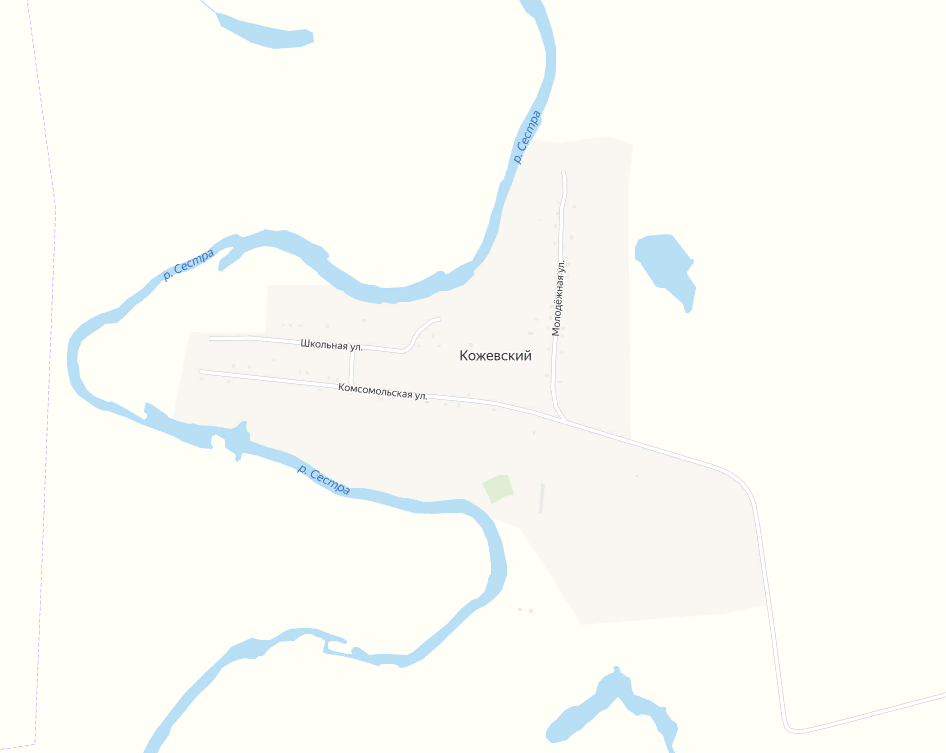 р. Сестра
р. Сестра
Молодёжная ул.
Школьная ул.
Кожевский
Комсомольская ул.
р. Сестра